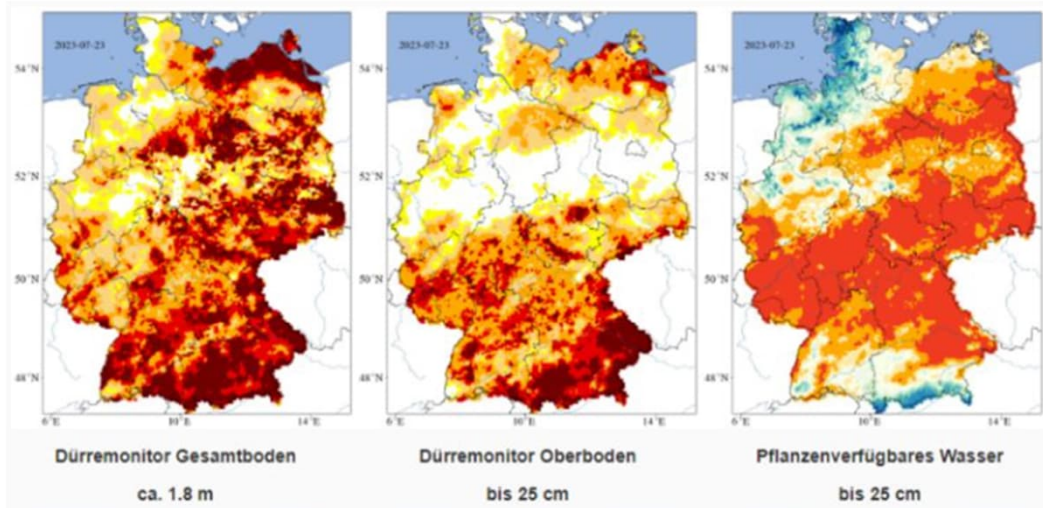 2023-07-23
2023-07-23
2023-07-23
54°N
54°N
54°N
52°N
52°N
52°N
50°N
50°N
50°N
48°N
48°N
48°N
6°E 10°E 14°E
6°E 10°E 14°E
6°E 10°E 14°E
Dürremonitor Gesamtboden
ca. 1.8 m
Dürremonitor Oberboden
bis 25 cm
Pflanzenverfügbares Wasser
bis 25 cm